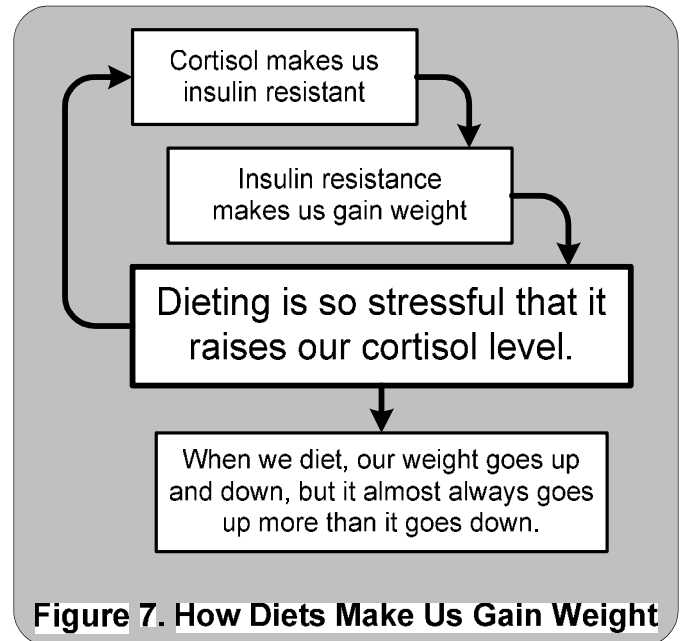 Cortisol makes us
insulin resistant
Insulin resistance
makes us gain weight
Dieting is so stressful that it
raises our cortisol level.
When we diet, our weight goes up
and down, but it almost always goes
up more than it goes down.
Figure 7. How Diets Make Us Gain Weight